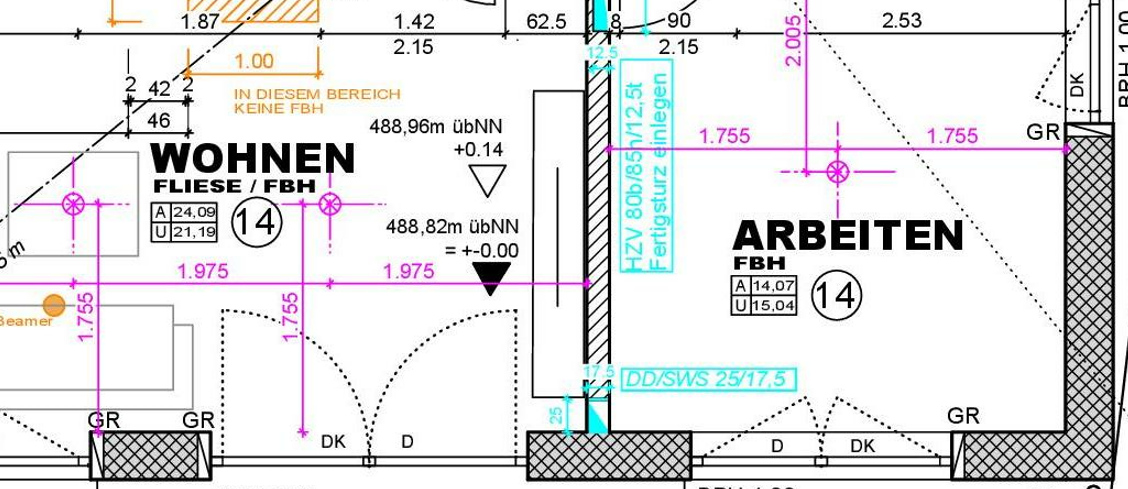 1.87
1.42
62.5
8
90
2.53
2.15
2.15
2.005
12.5
1.00
DK
2
42
2
IN DIESEM BEREICH
KEINE FBH
46
488,96m übNN
+0.14
HZV 80b/85h/12,5t
Fertigsturz einlegen
1.755
1.755
GR
WOHNEN
FLIESE / FBH
A 24,09
U 21,19
14
488,82m übNN
= +-0.00
ARBEITEN
FBH
A 14,07
U 15,04
14
1.975
1.975
1.755
1.755
Beamer
17.5
DD/SWS 25/17,5
25
GR
GR
GR
DK
D
D
DK